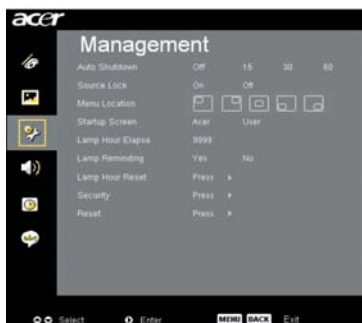 acer
Management
Auto Shutdown Off 15 30 60
Source Lock On Off
Menu Location
Startup Screen Acer User
Lamp Hour Elapse 9999
Lamp Reminding Yes No
Lamp Hour Reset Press
Security Press
Reset Press
abc
Select Enter MENU BACK Exit